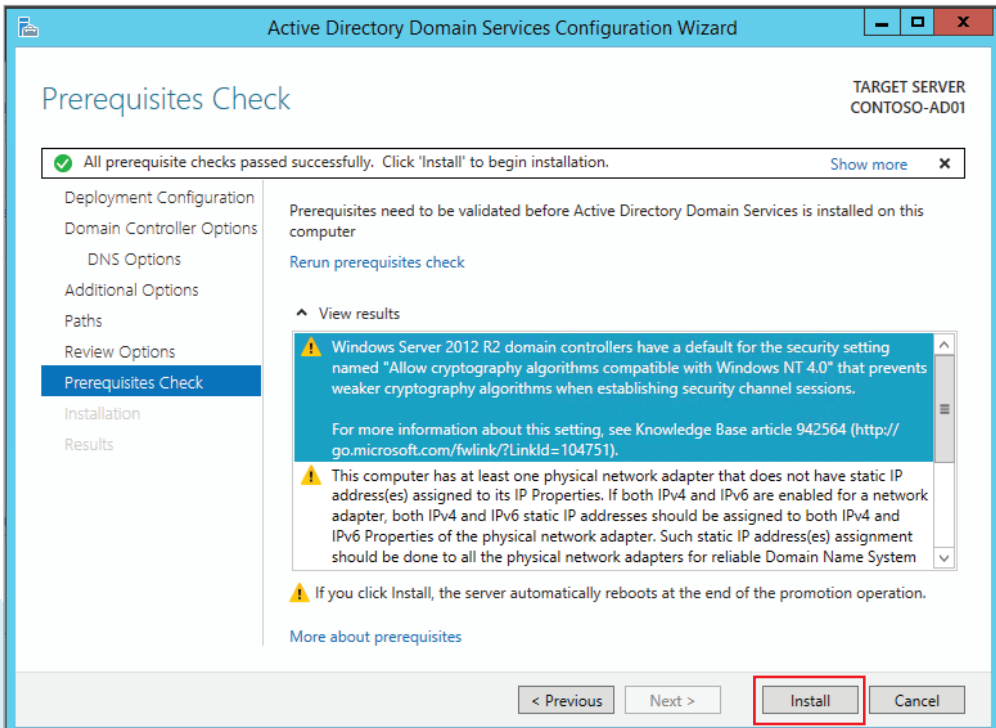 Active Directory Domain Services Configuration Wizard
Prerequisites Check
TARGET SERVER
CONTOSO-AD01
All prerequisite checks passed successfully. Click 'Install' to begin installation.
Show more
Deployment Configuration
Domain Controller Options
DNS Options
Additional Options
Paths
Review Options
Prerequisites Check
Installation
Results
Prerequisites need to be validated before Active Directory Domain Services is installed on this
computer
Rerun prerequisites check
View results
Windows Server 2012 R2 domain controllers have a default for the security setting
named "Allow cryptography algorithms compatible with Windows NT 4.0" that prevents
weaker cryptography algorithms when establishing security channel sessions.
For more information about this setting, see Knowledge Base article 942564 (http://
go.microsoft.com/fwlink/?LinkId=104751).
This computer has at least one physical network adapter that does not have static IP
address(es) assigned to its IP Properties. If both IPv4 and IPv6 are enabled for a network
adapter, both IPv4 and IPv6 static IP addresses should be assigned to both IPv4 and
IPv6 Properties of the physical network adapter. Such static IP address(es) assignment
should be done to all the physical network adapters for reliable Domain Name System
If you click Install, the server automatically reboots at the end of the promotion operation.
More about prerequisites
< Previous
Next >
Install
Cancel